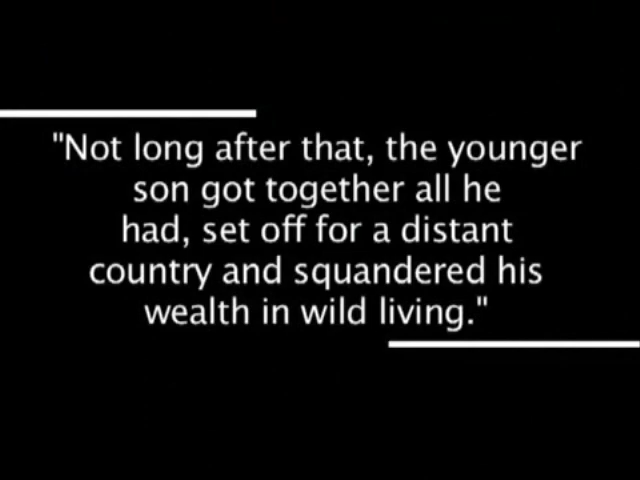 "Not long after that, the younger
son got together all he
had, set off for a distant
country and squandered his
wealth in wild living."